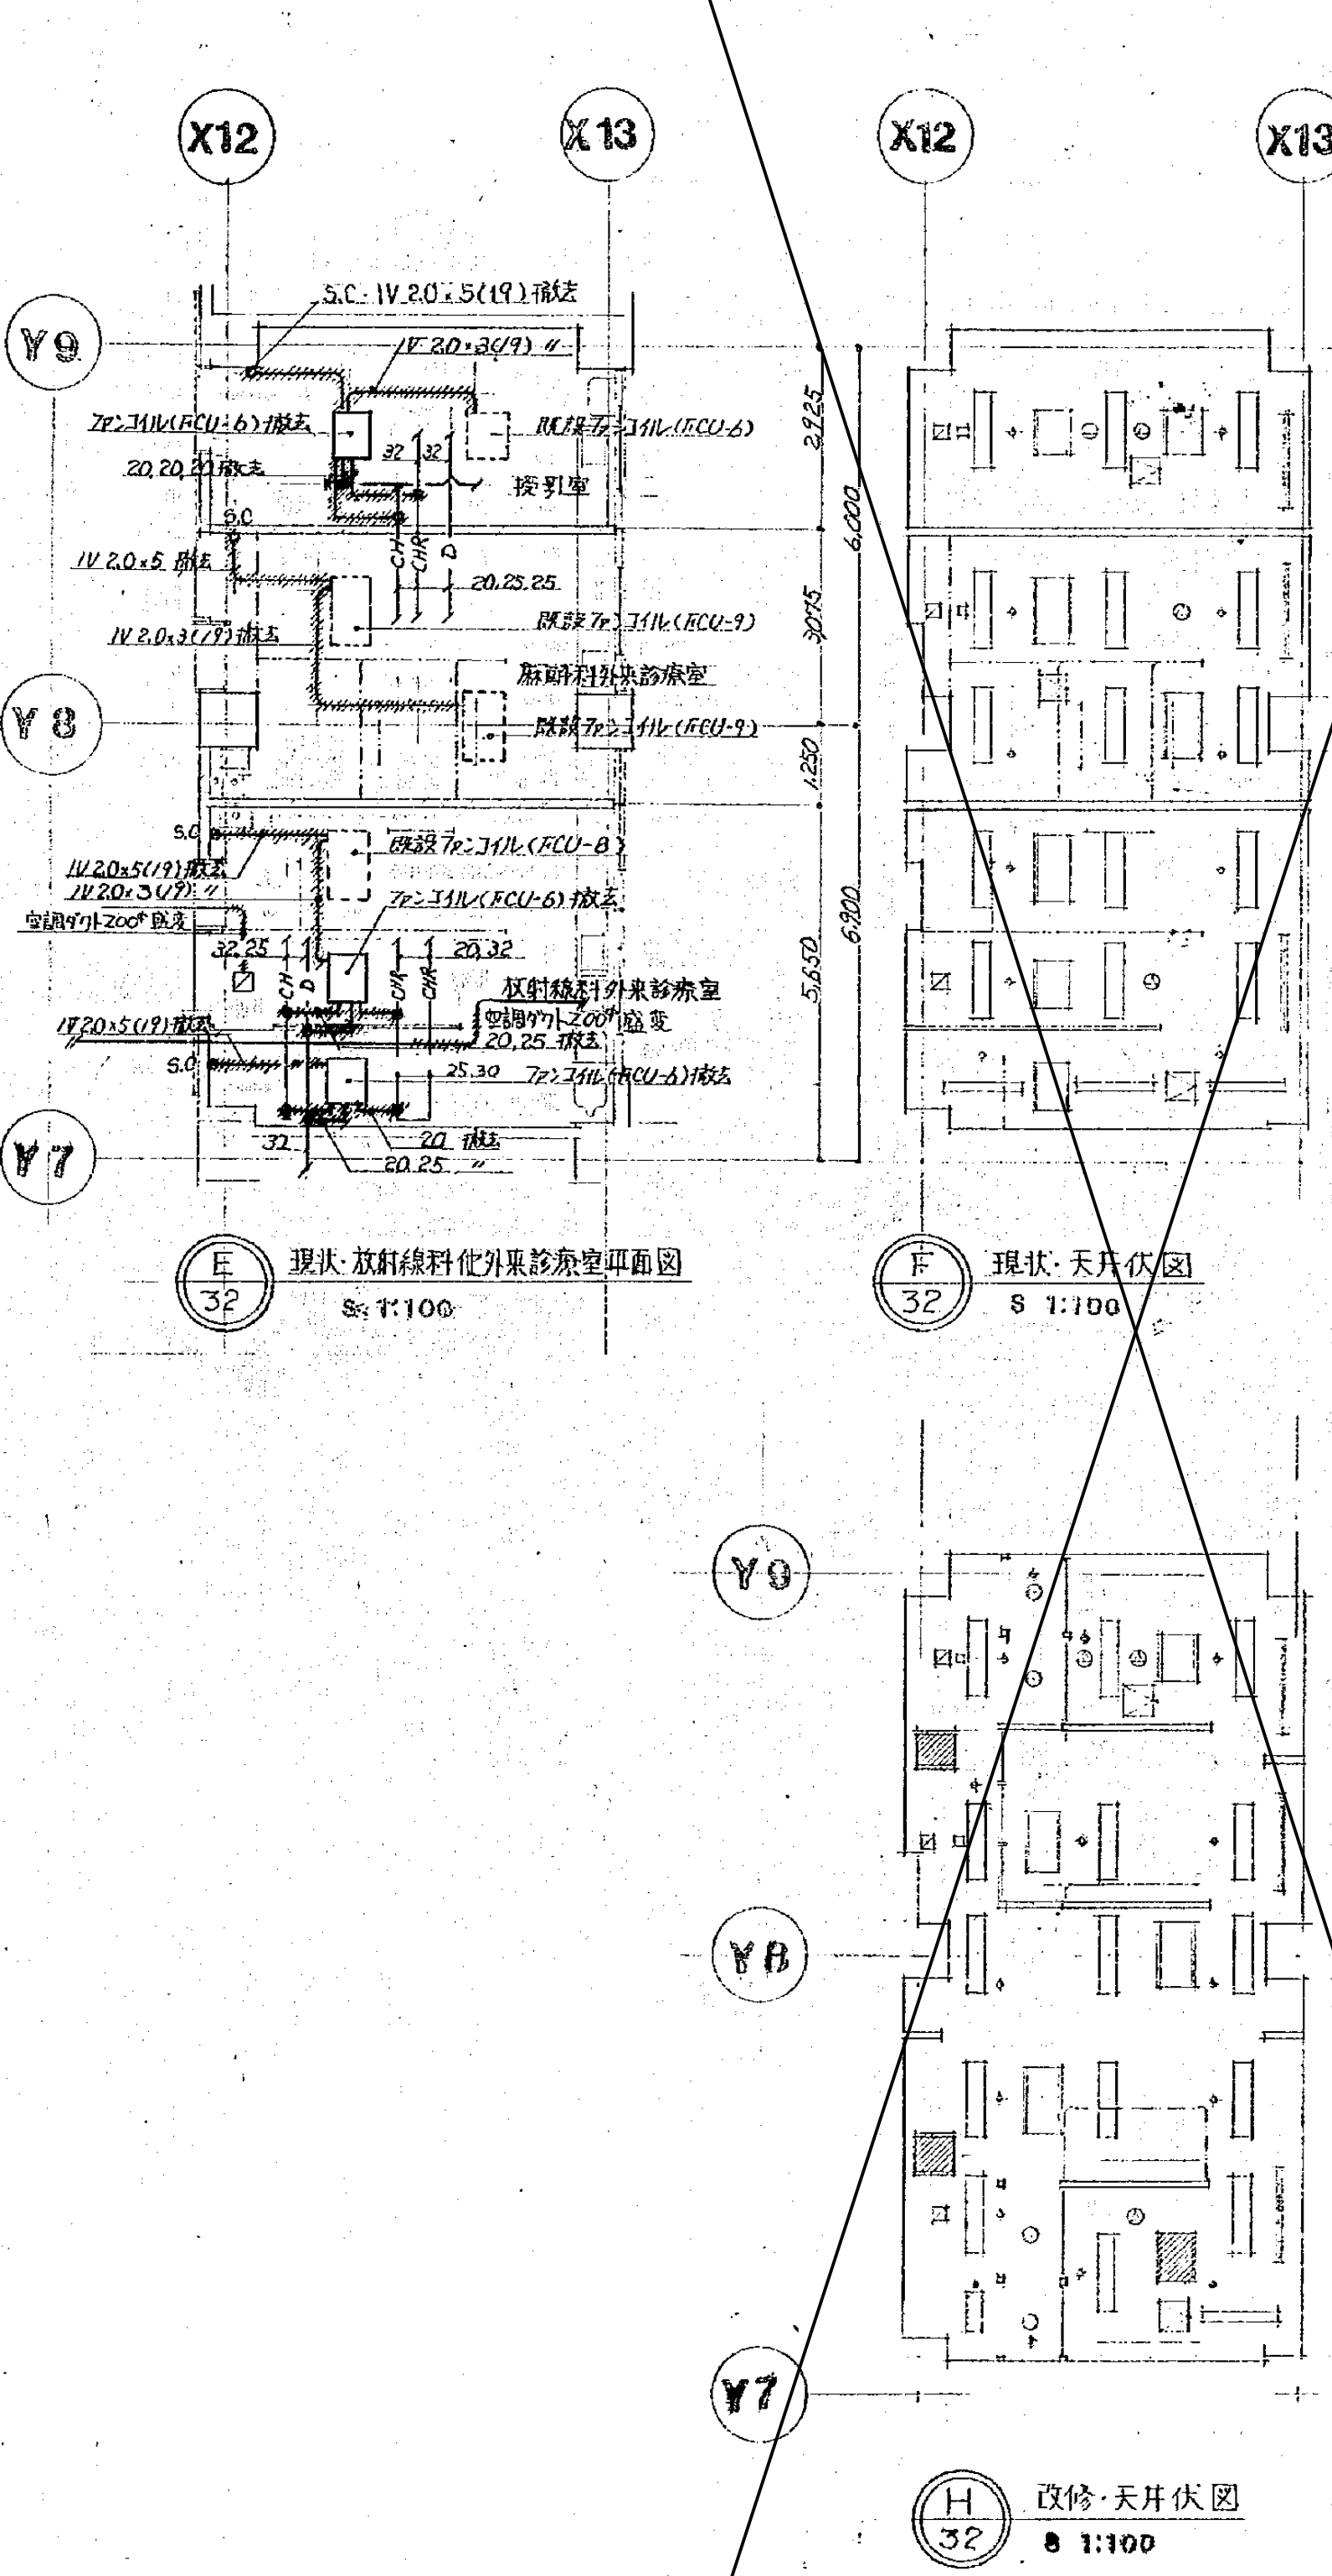 X12
X13
X12
X13
S.C - IV 2.0×5(19) 撤去
Y9
IV 2.0×3(19) 〃
ファンコイル(FCU-6)撤去
既設ファンコイル(FCU-6)
2,925
32
32
20.20.20撤去
授乳室
6,000
S.C
IV 2.0×5 撤去
CH
CHR
D
20.25.25
3,075
IV 2.0×3(19)撤去
既設ファンコイル(FCU-9)
麻酔科外来診療室
Y8
既設ファンコイル(FCU-9)
1,250
S.C
既設ファンコイル(FCU-8)
IV 2.0×5(19)撤去
IV 2.0×3(19) 〃
ファンコイル(FCU-6)撤去
空調ダクト200φ盛変
6,900
32.25
20.32
5,650
CH
D
CHR
CHR
放射線科外来診療室
空調ダクト200φ盛変
IV 2.0×5(19)撤去
20.25 撤去
S.C
25.30
ファンコイル(FCU-6)撤去
Y7
32
20 撤去
20.25 〃
E
32
現状・放射線科他外来診療室平面図
S 1:100
F
32
現状・天井伏図
S 1:100
Y9
Y8
Y7
H
32
改修・天井伏図
S 1:100